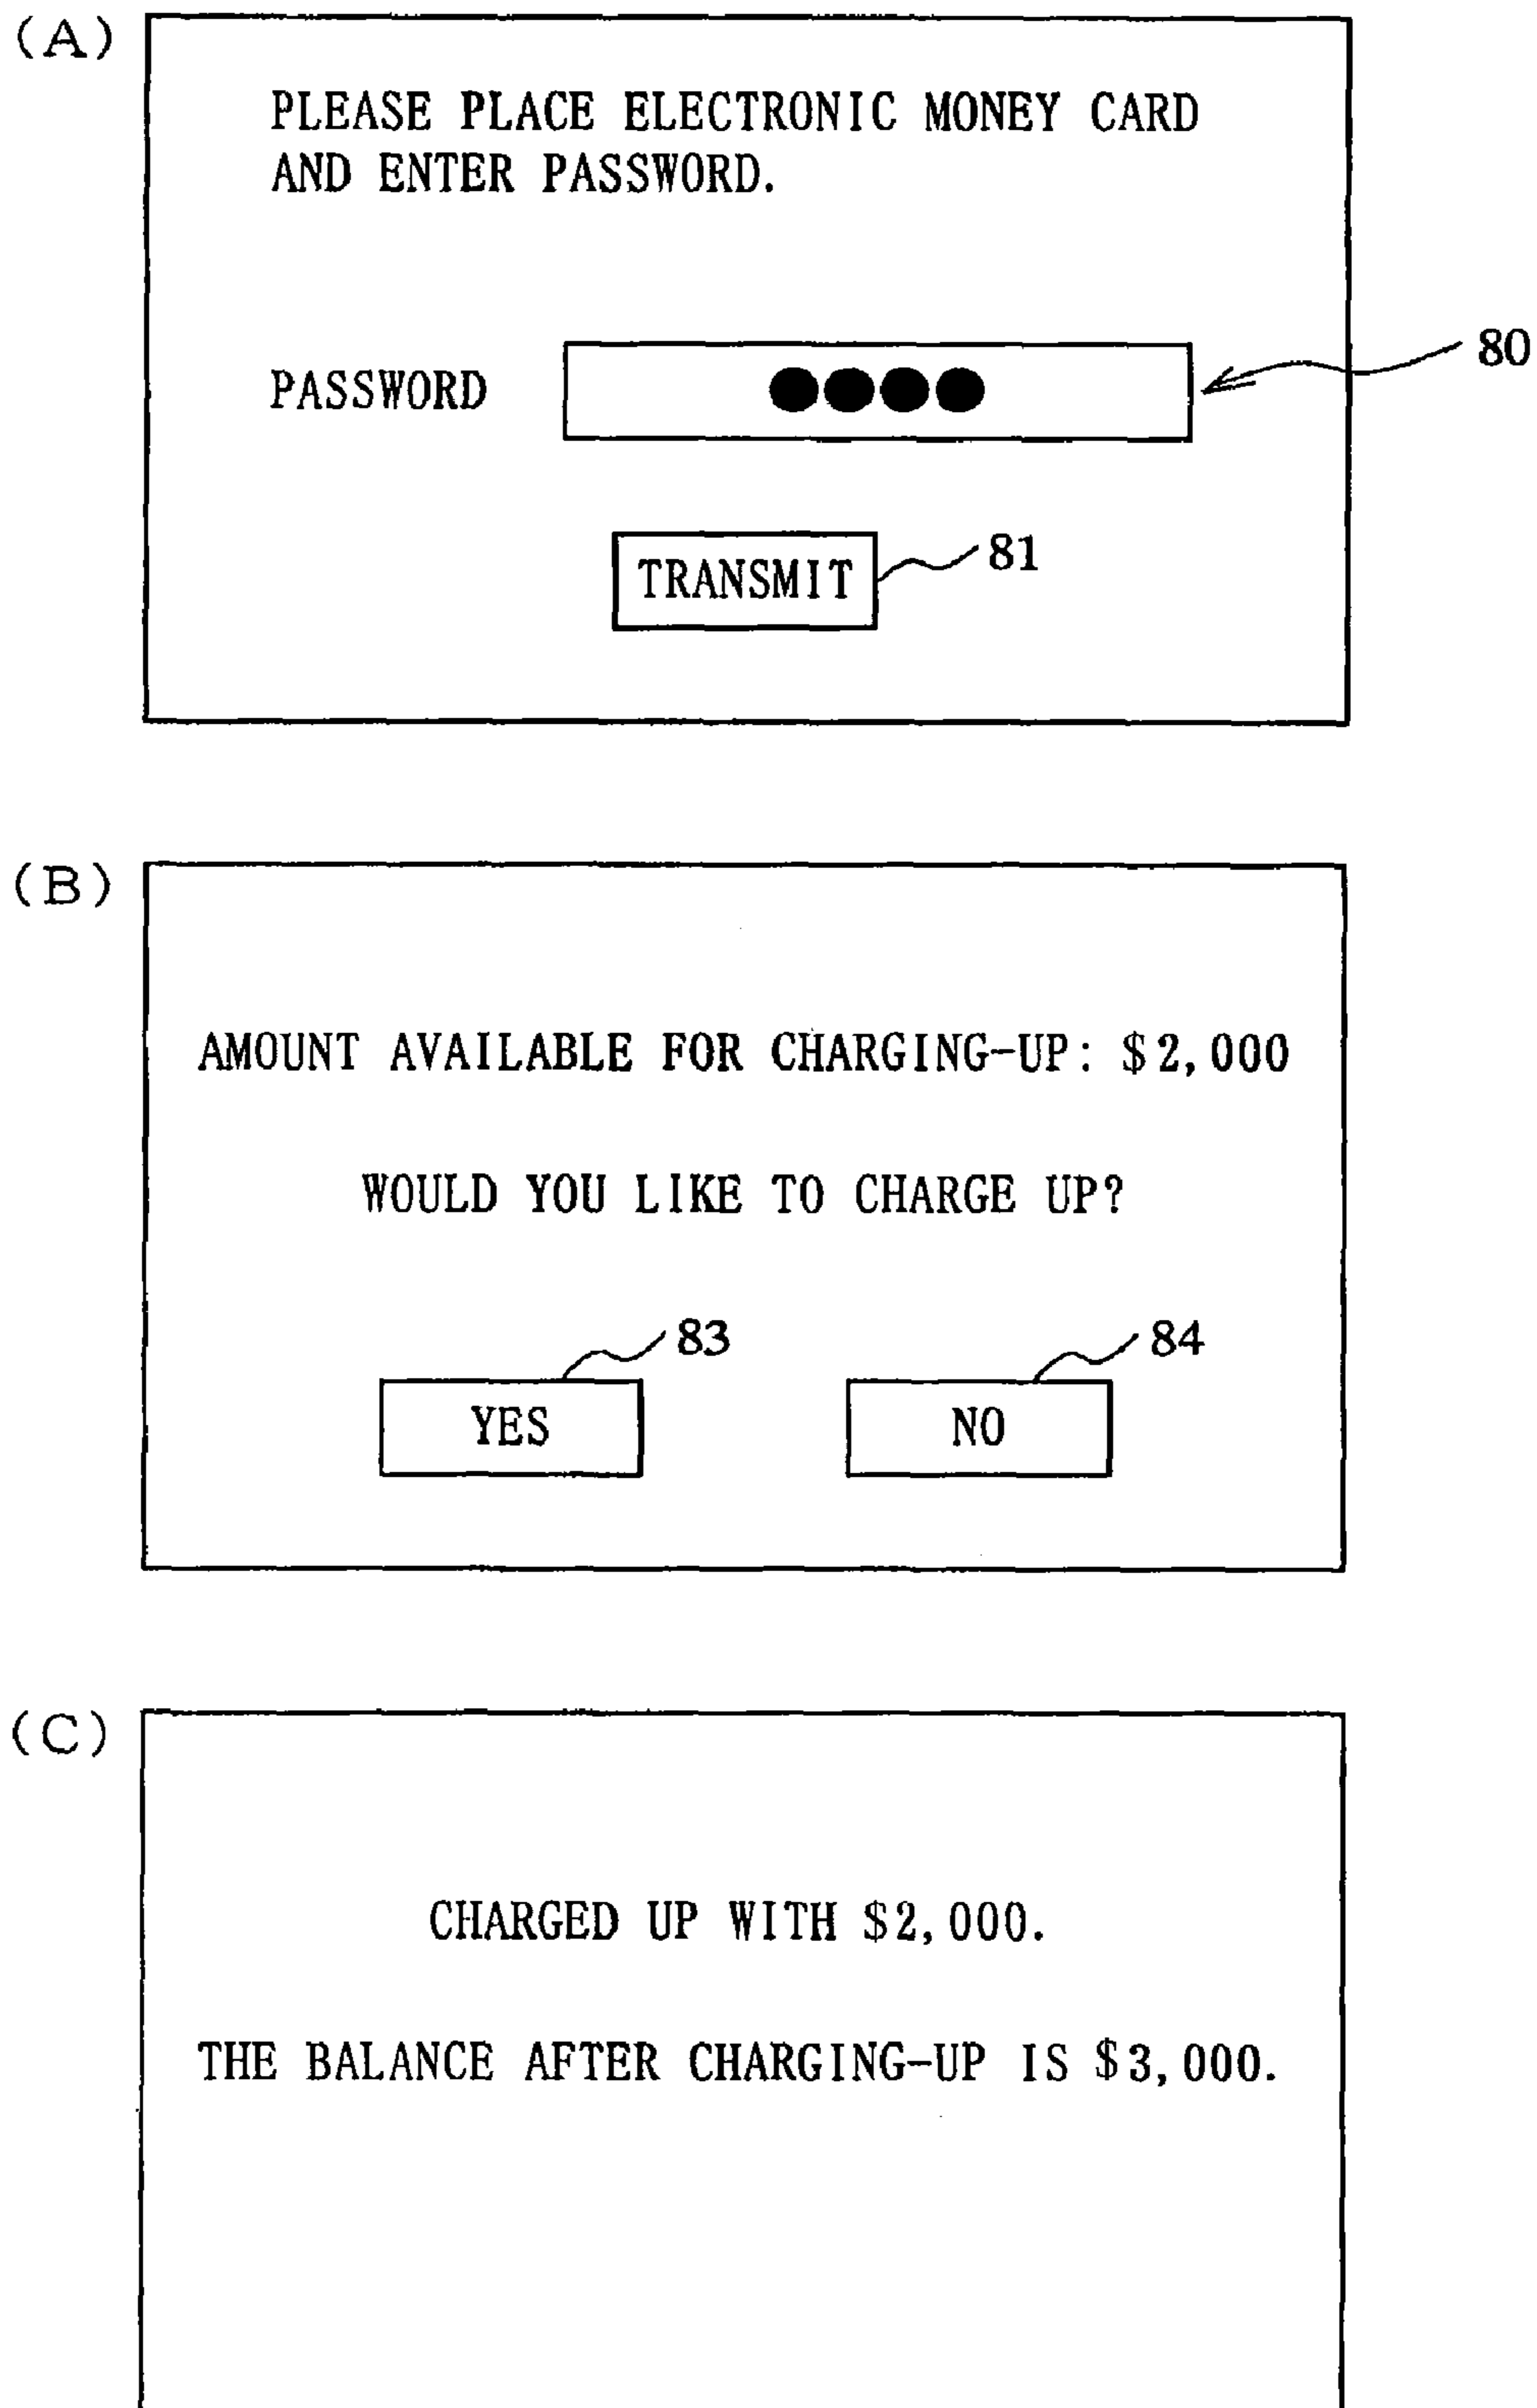 (A)
PLEASE PLACE ELECTRONIC MONEY CARD
AND ENTER PASSWORD.
PASSWORD ●●●● 80
TRANSMIT 81
(B)
AMOUNT AVAILABLE FOR CHARGING-UP: $2,000
WOULD YOU LIKE TO CHARGE UP?
83 84
YES NO
(C)
CHARGED UP WITH $2,000.
THE BALANCE AFTER CHARGING-UP IS $3,000.